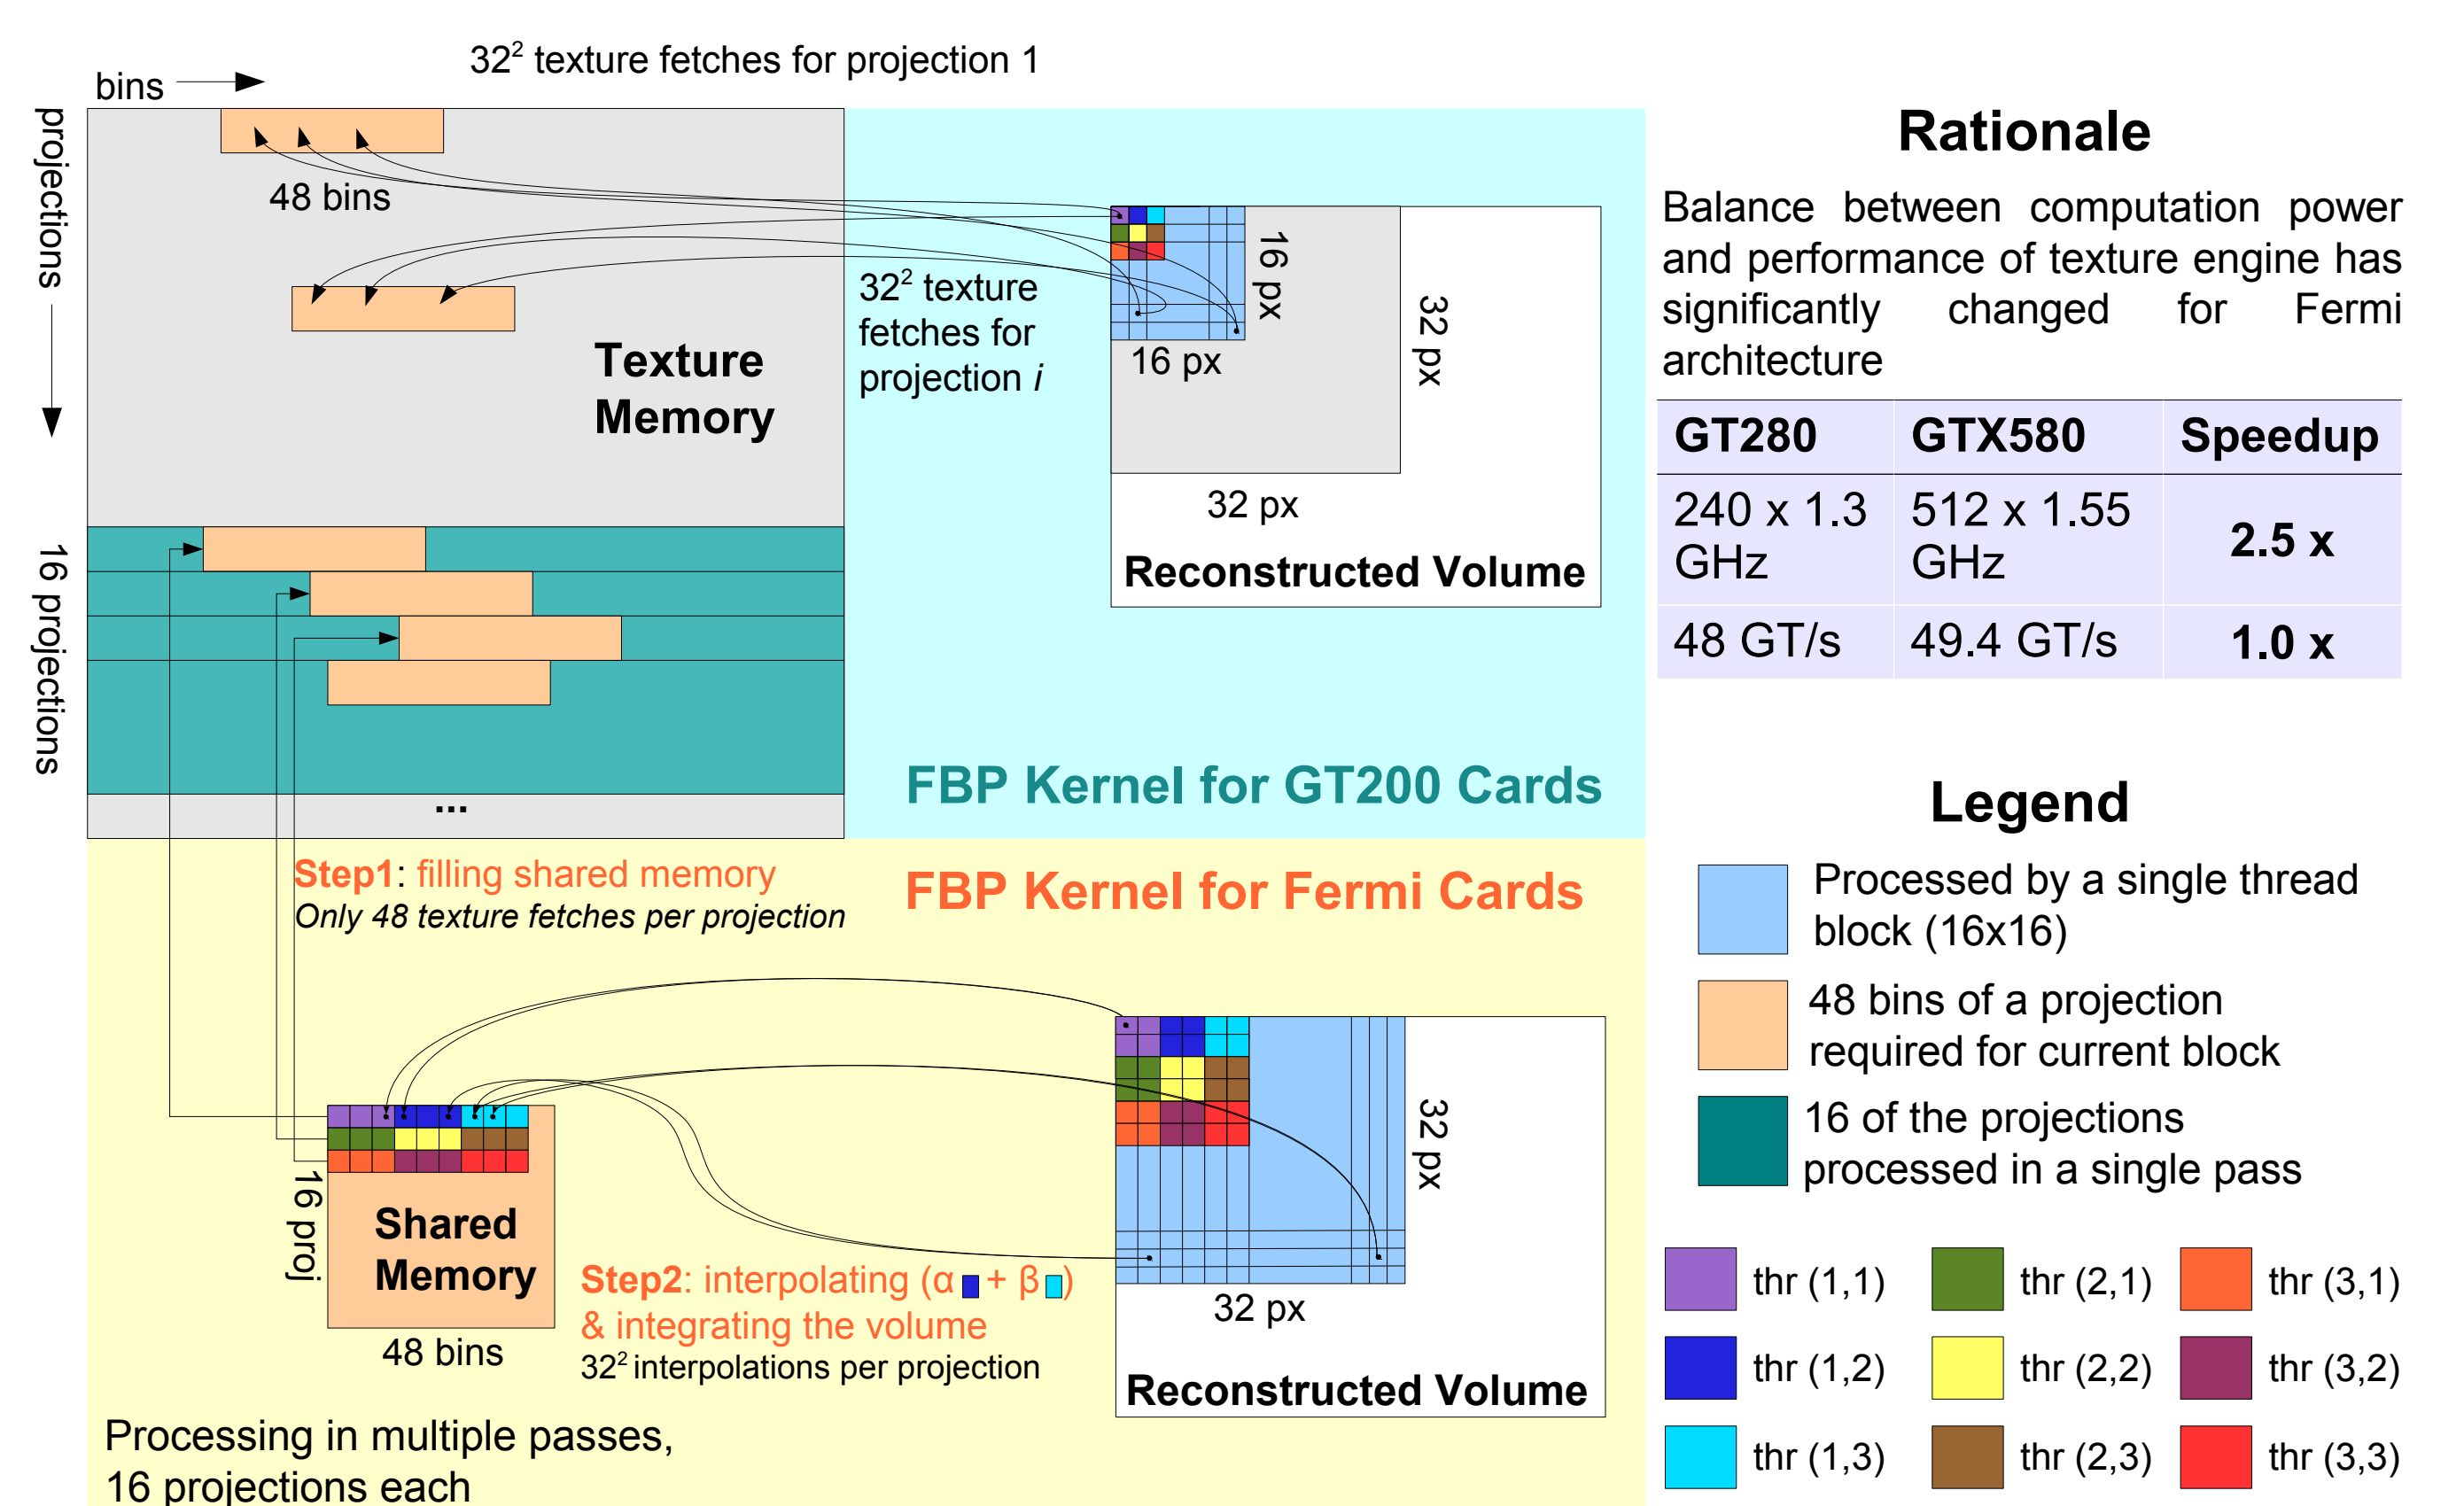 32² texture fetches for projection 1
bins
projections
48 bins
Texture
Memory
32² texture
fetches for
projection i
16 px
16 px
32 px
32 px
Reconstructed Volume
16 projections
...
FBP Kernel for GT200 Cards
Step1: filling shared memory
Only 48 texture fetches per projection
FBP Kernel for Fermi Cards
16 proj
Shared
Memory
48 bins
Step2: interpolating (α + β )
& integrating the volume
32² interpolations per projection
32 px
32 px
Reconstructed Volume
Processing in multiple passes,
16 projections each
Rationale
Balance between computation power
and performance of texture engine has
significantly changed for Fermi
architecture
GT280 GTX580 Speedup
240 x 1.3 512 x 1.55 2.5 x
GHz GHz
48 GT/s 49.4 GT/s 1.0 x
Legend
Processed by a single thread
block (16x16)
48 bins of a projection
required for current block
16 of the projections
processed in a single pass
thr (1,1) thr (2,1) thr (3,1)
thr (1,2) thr (2,2) thr (3,2)
thr (1,3) thr (2,3) thr (3,3)